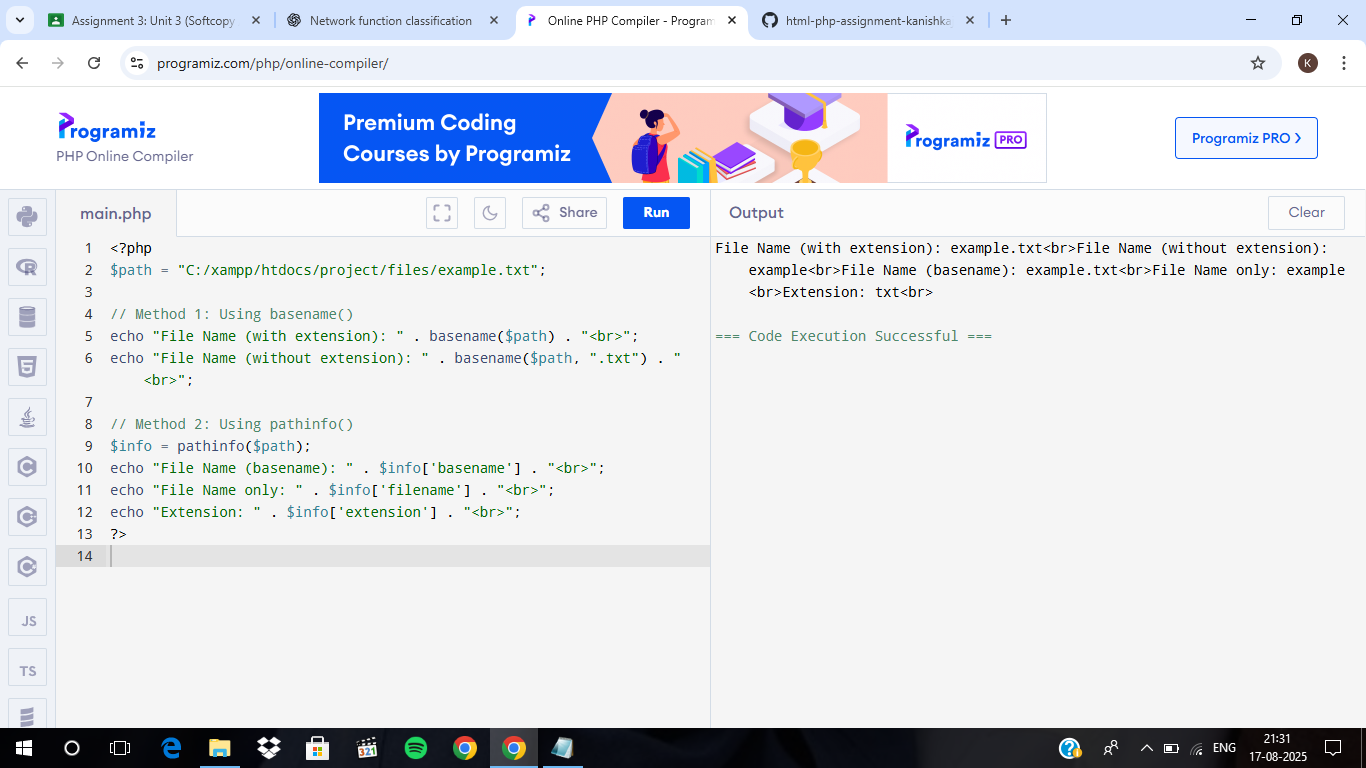 Assignment 3: Unit 3 (Softcopy
Network function classification
Online PHP Compiler - Program
html-php-assignment-kanishka
programiz.com/php/online-compiler/
K
Programiz
PHP Online Compiler
Premium Coding
Courses by Programiz
Programiz PRO
Programiz PRO >
main.php
Share
Run
Output
Clear
1 <?php
2 $path = "C:/xampp/htdocs/project/files/example.txt";
3
4 // Method 1: Using basename()
5 echo "File Name (with extension): " . basename($path) . "<br>";
6 echo "File Name (without extension): " . basename($path, ".txt") . "
<br>";
7
8 // Method 2: Using pathinfo()
9 $info = pathinfo($path);
10 echo "File Name (basename): " . $info['basename'] . "<br>";
11 echo "File Name only: " . $info['filename'] . "<br>";
12 echo "Extension: " . $info['extension'] . "<br>";
13 ?>
14
File Name (with extension): example.txt<br>File Name (without extension):
example<br>File Name (basename): example.txt<br>File Name only: example
<br>Extension: txt<br>
=== Code Execution Successful ===
JS
TS
321
ENG
21:31
17-08-2025